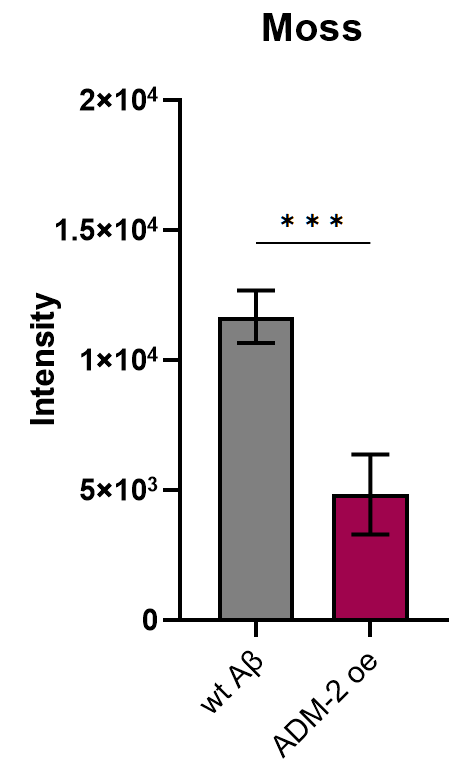 Moss
2×10⁴
* * *
1.5×10⁴
1×10⁴
5×10³
0
Intensity
wt Aβ
ADM-2 oe